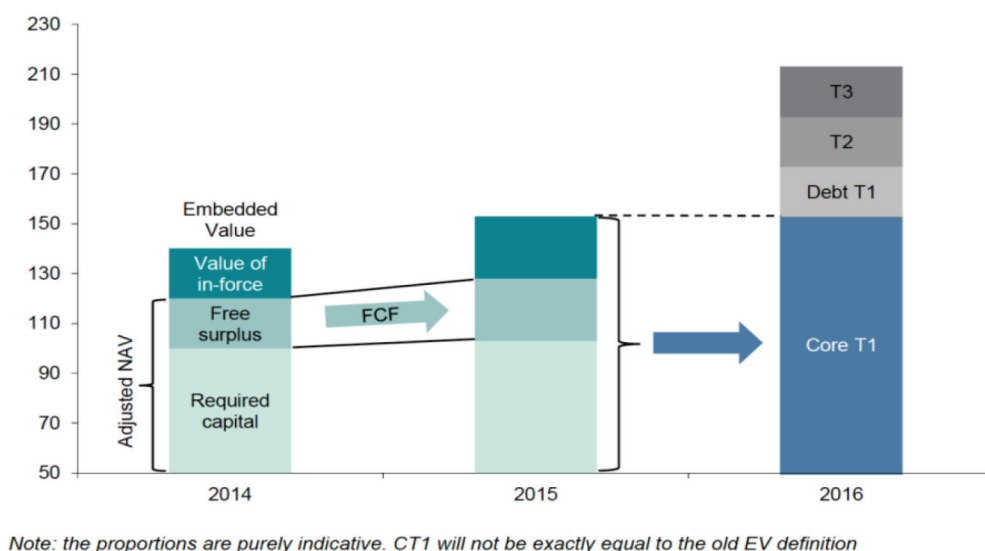 230
210
190
170
150
130
110
90
70
50
Adjusted NAV
Embedded
Value
Value of
in-force
Free
surplus
Required
capital
FCF
T3
T2
Debt T1
Core T1
2014
2015
2016
Note: the proportions are purely indicative. CT1 will not be exactly equal to the old EV definition